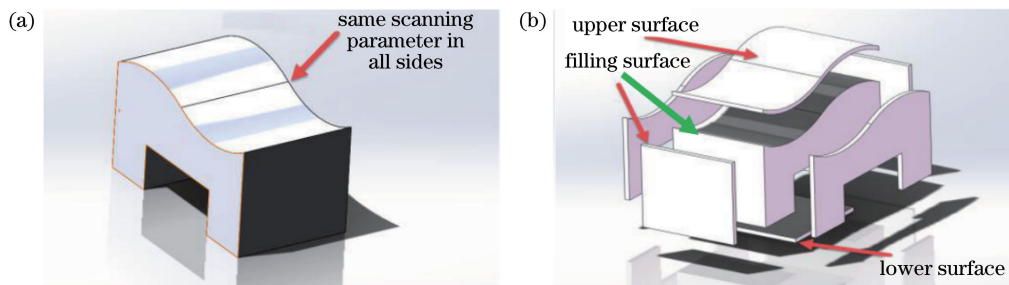 (a)
same scanning
parameter in
all sides
(b)
upper surface
filling surface
lower surface